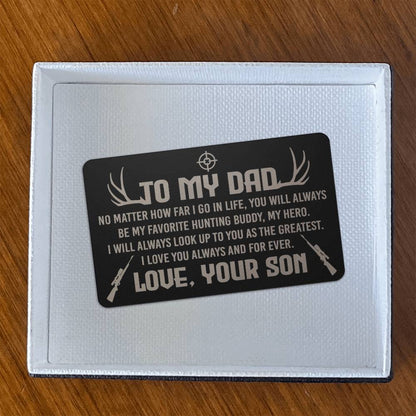 TO MY DAD
NO MATTER HOW FAR I GO IN LIFE, YOU WILL ALWAYS
BE MY FAVORITE HUNTING BUDDY, MY HERO.
I WILL ALWAYS LOOK UP TO YOU AS THE GREATEST.
I LOVE YOU ALWAYS AND FOR EVER.
LOVE, YOUR SON